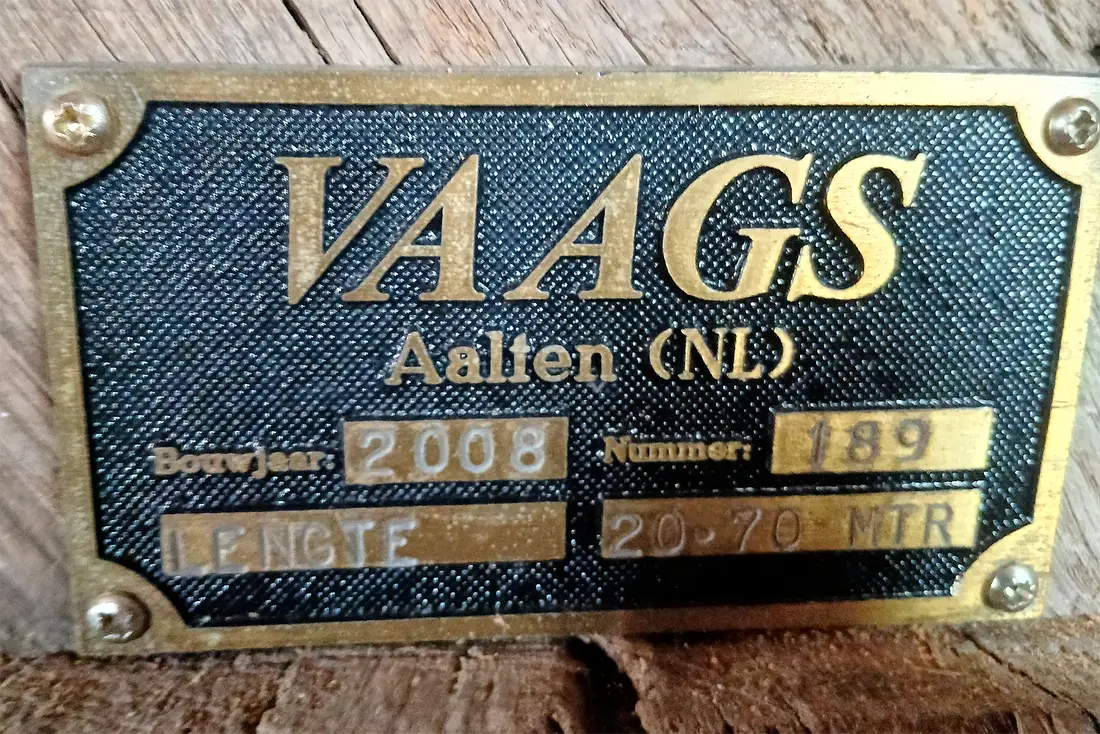 VAAGS
Aalten (NL)
Bouwjaar: 2008 Nummer: 189
LENGTE 20.70 MTR